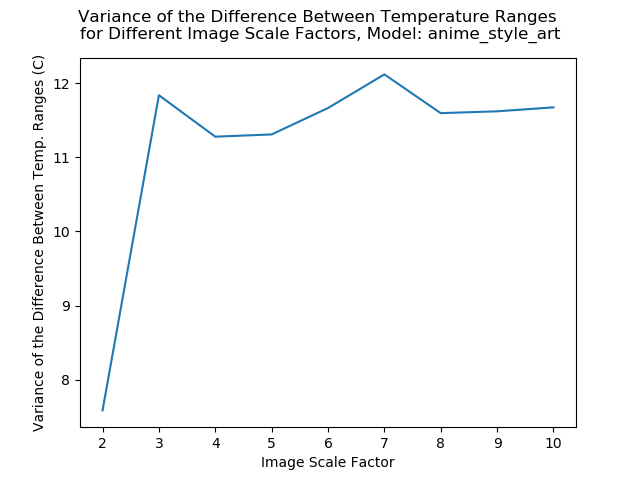 Variance of the Difference Between Temperature Ranges
for Different Image Scale Factors, Model: anime_style_art
Variance of the Difference Between Temp. Ranges (C)
12
11
10
9
8
2 3 4 5 6 7 8 9 10
Image Scale Factor